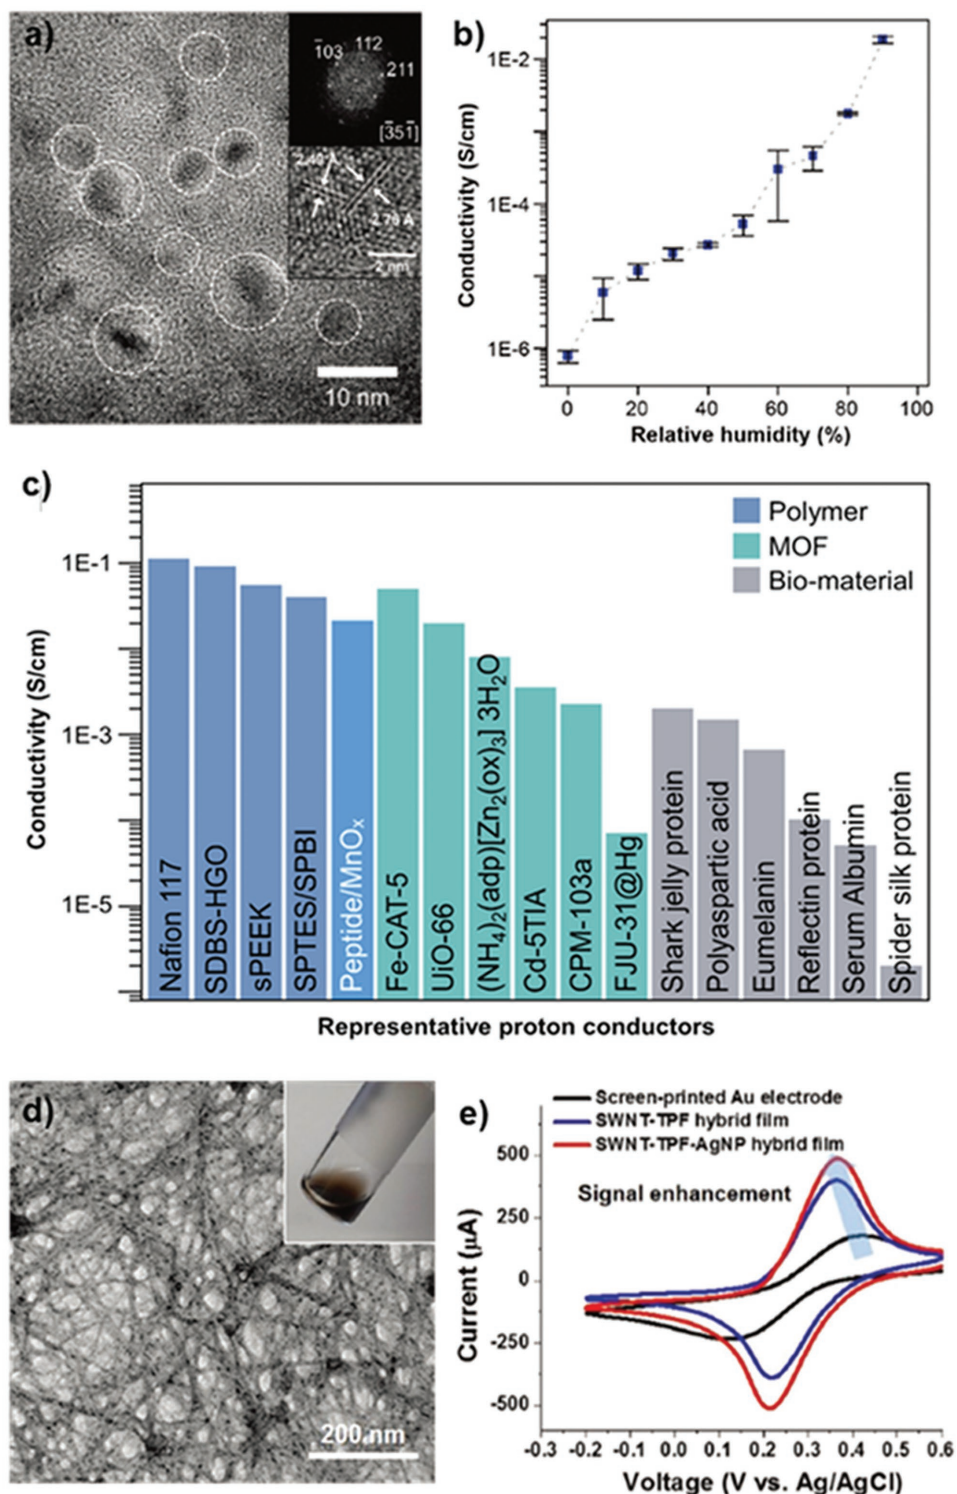 a)
1̅03 112
211
[3̅51̅]
2.49 Å
2.78 Å
2 nm
10 nm
b)
Conductivity (S/cm)
1E-2
1E-4
1E-6
0 20 40 60 80 100
Relative humidity (%)
c)
Polymer
MOF
Bio-material
Conductivity (S/cm)
1E-1
1E-3
1E-5
Nafion 117
SDBS-HGO
sPEEK
SPTES/SPBI
Peptide/MnOₓ
Fe-CAT-5
UiO-66
(NH₄)₂(adp)[Zn₂(ox)₃] 3H₂O
Cd-5TIA
CPM-103a
FJU-31@Hg
Shark jelly protein
Polyaspartic acid
Eumelanin
Reflectin protein
Serum Albumin
Spider silk protein
Representative proton conductors
d)
200 nm
e)
Screen-printed Au electrode
SWNT-TPF hybrid film
SWNT-TPF-AgNP hybrid film
Signal enhancement
Current (μA)
500
250
0
-250
-500
-0.3 -0.2 -0.1 0.0 0.1 0.2 0.3 0.4 0.5 0.6
Voltage (V vs. Ag/AgCl)